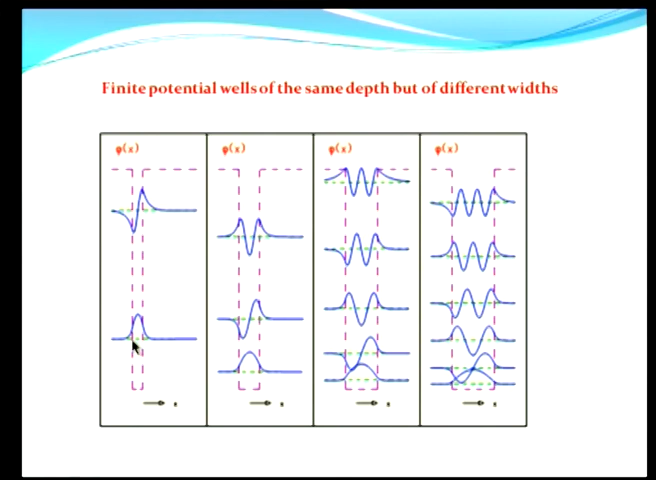 Finite potential wells of the same depth but of different widths
φ(x) φ(x) φ(x) φ(x)